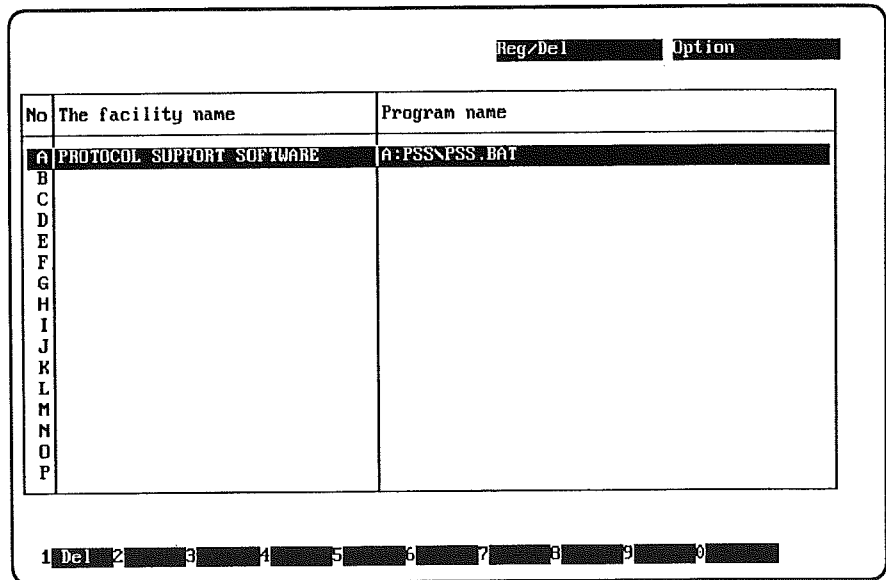 Reg/Del Option
No The facility name Program name
A PROTOCOL SUPPORT SOFTWARE A:PSS\PSS.BAT
B
C
D
E
F
G
H
I
J
K
L
M
N
O
P
1 Del 2 3 4 5 6 7 8 9 0